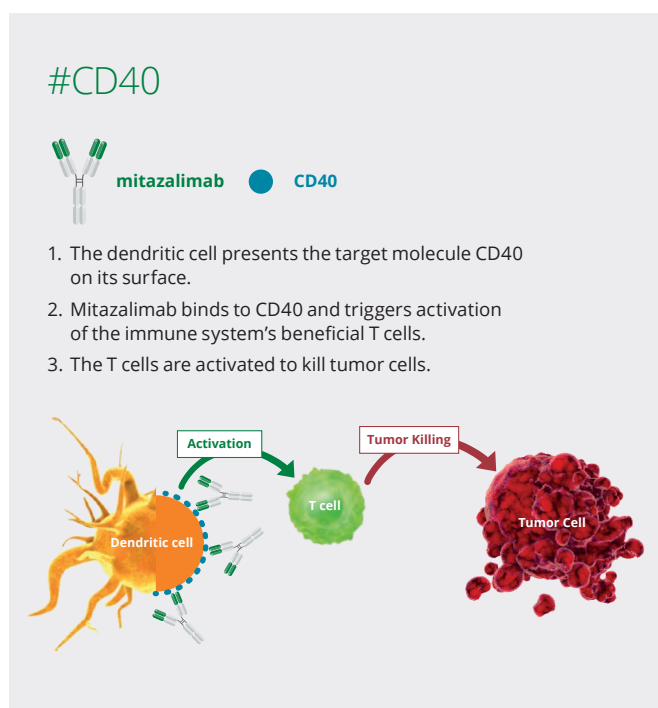 #CD40
mitazalimab CD40
1. The dendritic cell presents the target molecule CD40
on its surface.
2. Mitazalimab binds to CD40 and triggers activation
of the immune system’s beneficial T cells.
3. The T cells are activated to kill tumor cells.
Activation
Tumor Killing
T cell
Tumor Cell
Dendritic cell